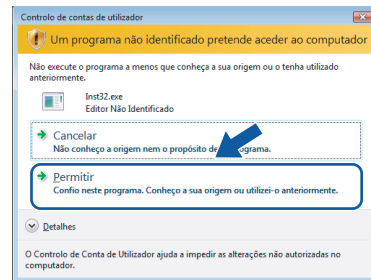 Controlo de contas de utilizador
Um programa não identificado pretende aceder ao computador
Não execute o programa a menos que conheça a sua origem ou o tenha utilizado
anteriormente.
Inst32.exe
Editor Não Identificado
Cancelar
Não conheço a origem nem o propósito de programa.
Permitir
Confio neste programa. Conheço a sua origem ou utilizei-o anteriormente.
Detalhes
O Controlo de Conta de Utilizador ajuda a impedir as alterações não autorizadas no
computador.